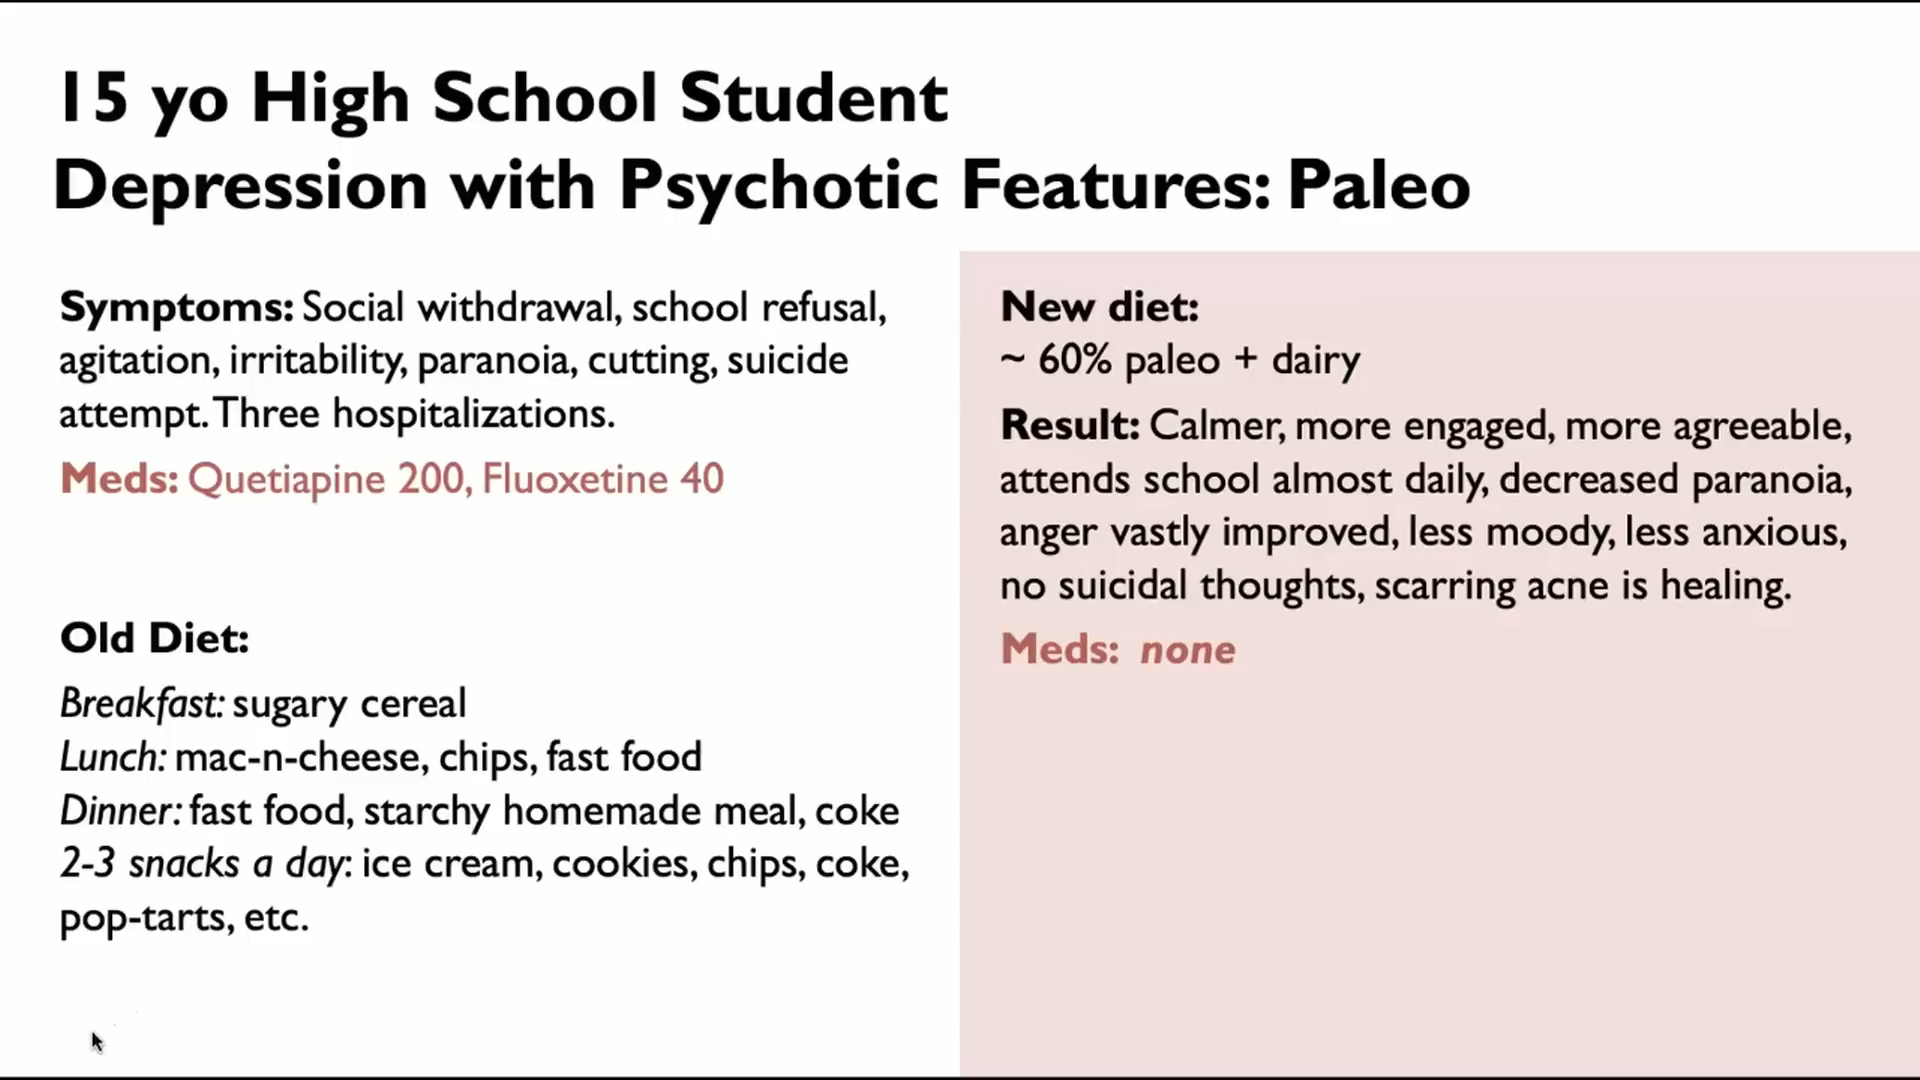 15 yo High School Student
Depression with Psychotic Features: Paleo
Symptoms: Social withdrawal, school refusal,
agitation, irritability, paranoia, cutting, suicide
attempt. Three hospitalizations.
Meds: Quetiapine 200, Fluoxetine 40
Old Diet:
Breakfast: sugary cereal
Lunch: mac-n-cheese, chips, fast food
Dinner: fast food, starchy homemade meal, coke
2-3 snacks a day: ice cream, cookies, chips, coke,
pop-tarts, etc.
New diet:
~ 60% paleo + dairy
Result: Calmer, more engaged, more agreeable,
attends school almost daily, decreased paranoia,
anger vastly improved, less moody, less anxious,
no suicidal thoughts, scarring acne is healing.
Meds: none